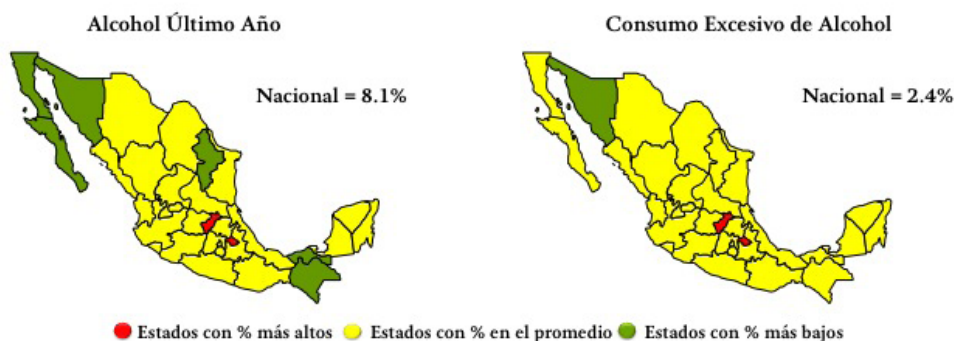 Alcohol Último Año
Consumo Excesivo de Alcohol
Nacional = 8.1%
Nacional = 2.4%
Estados con % más altos
Estados con % en el promedio
Estados con % más bajos